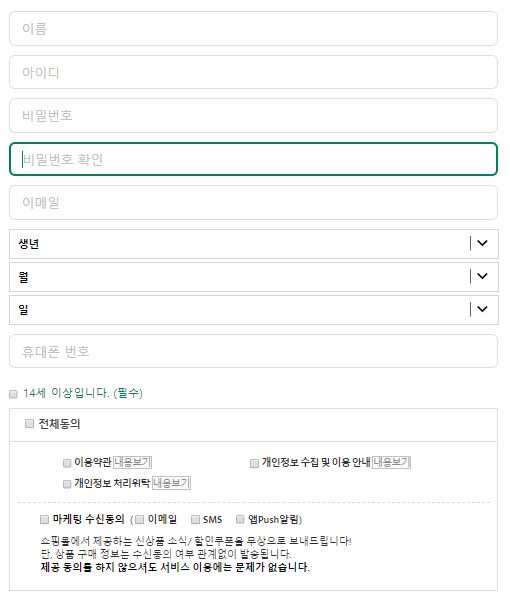 이름
아이디
비밀번호
비밀번호 확인
이메일
생년
월
일
휴대폰 번호
14세 이상입니다. (필수)
전체동의
이용약관 내용보기 개인정보 수집 및 이용 안내 내용보기
개인정보 처리위탁 내용보기
마케팅 수신동의 ( 이메일 SMS 앱Push알림)
쇼핑몰에서 제공하는 신상품 소식/ 할인쿠폰을 무상으로 보내드립니다!
단, 상품 구매 정보는 수신동의 여부 관계없이 발송됩니다.
제공 동의를 하지 않으셔도 서비스 이용에는 문제가 없습니다.